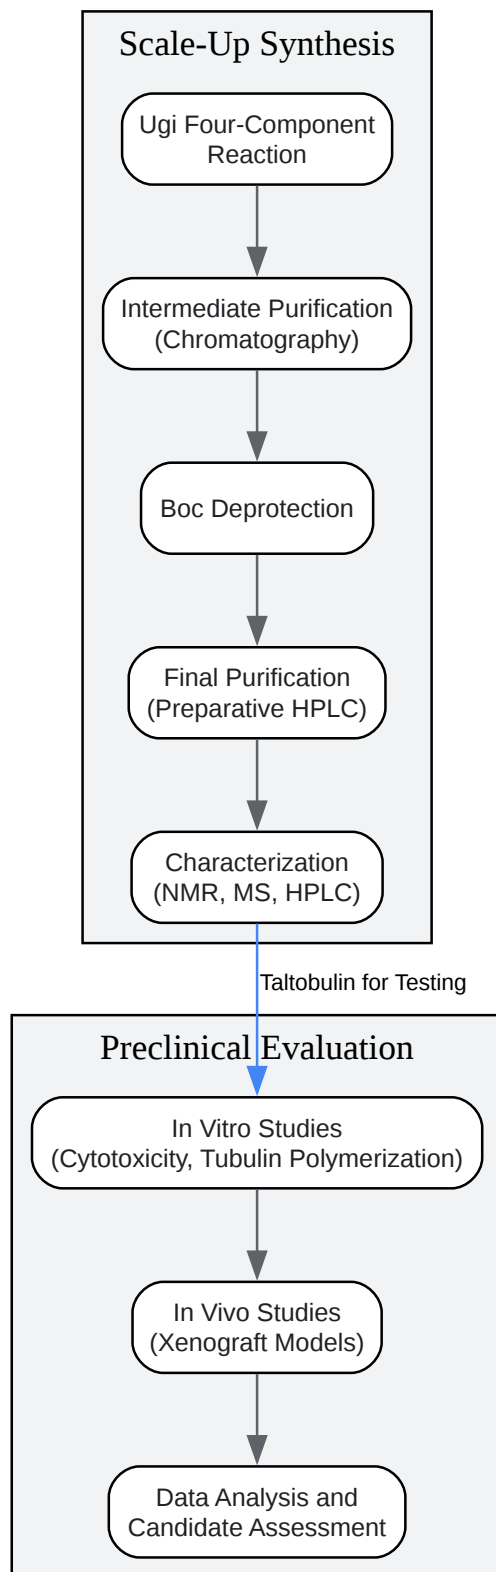 Scale-Up Synthesis
Ugi Four-Component
Reaction
Intermediate Purification
(Chromatography)
Boc Deprotection
Final Purification
(Preparative HPLC)
Characterization
(NMR, MS, HPLC)
Taltobulin for Testing
Preclinical Evaluation
In Vitro Studies
(Cytotoxicity, Tubulin Polymerization)
In Vivo Studies
(Xenograft Models)
Data Analysis and
Candidate Assessment